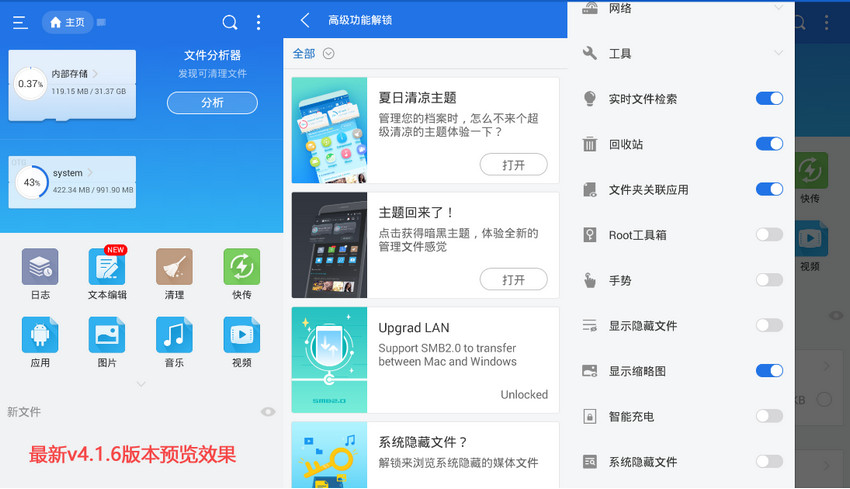 主页
文件分析器
发现可清理文件
分析
0.37%
内部存储
119.15 MB / 31.37 GB
43%
system
422.34 MB / 991.90 MB
NEW
日志
文本编辑
清理
快传
应用
图片
音乐
视频
新文件
最新v4.1.6版本预览效果
高级功能解锁
全部
夏日清凉主题
管理您的档案时，怎么不来个超
级清凉的主题体验一下？
打开
主题回来了！
点击获得暗黑主题，体验全新的
管理文件感觉
打开
Upgrad LAN
Support SMB2.0 to transfer
between Mac and Windows
Unlocked
SMB2.0
系统隐藏文件？
解锁来浏览系统隐藏的媒体文件
网络
工具
实时文件检索
回收站
文件夹关联应用
Root工具箱
手势
显示隐藏文件
显示缩略图
智能充电
系统隐藏文件
快传
视频
KB